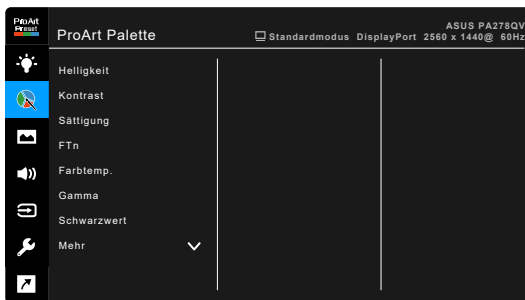 ProArt
Preset
ProArt Palette
ASUS PA278QV
Standardmodus DisplayPort 2560 x 1440@ 60Hz
Helligkeit
Kontrast
Sättigung
FTn
Farbtemp.
Gamma
Schwarzwert
Mehr